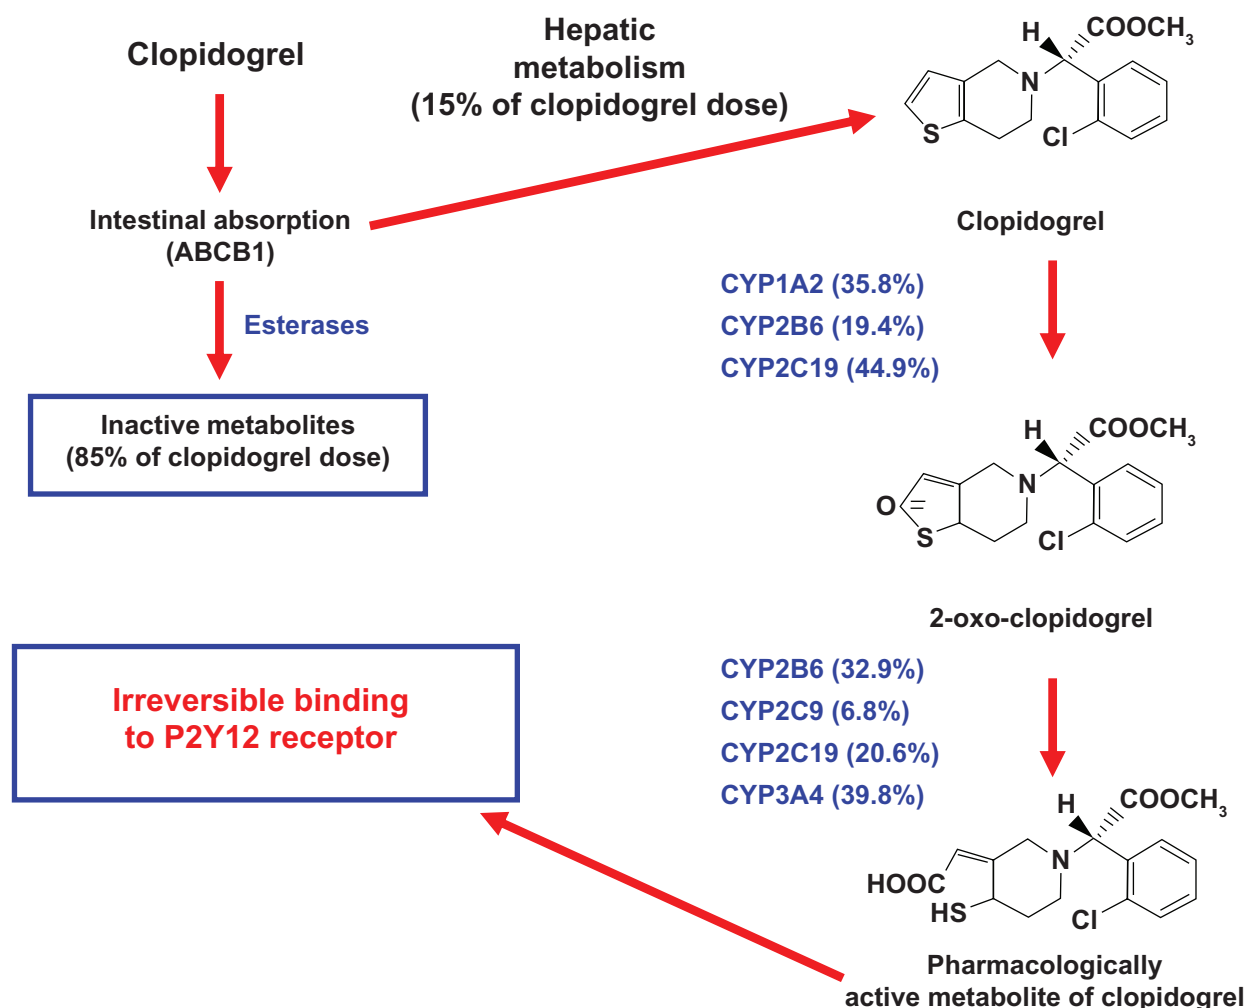 Clopidogrel
Hepatic
metabolism
(15% of clopidogrel dose)
H
COOCH3
N
S
Cl
Intestinal absorption
(ABCB1)
Clopidogrel
Esterases
CYP1A2 (35.8%)
CYP2B6 (19.4%)
CYP2C19 (44.9%)
Inactive metabolites
(85% of clopidogrel dose)
H
COOCH3
N
O
S
Cl
2-oxo-clopidogrel
Irreversible binding
to P2Y12 receptor
CYP2B6 (32.9%)
CYP2C9 (6.8%)
CYP2C19 (20.6%)
CYP3A4 (39.8%)
H
COOCH3
N
HOOC
HS
Cl
Pharmacologically
active metabolite of clopidogrel